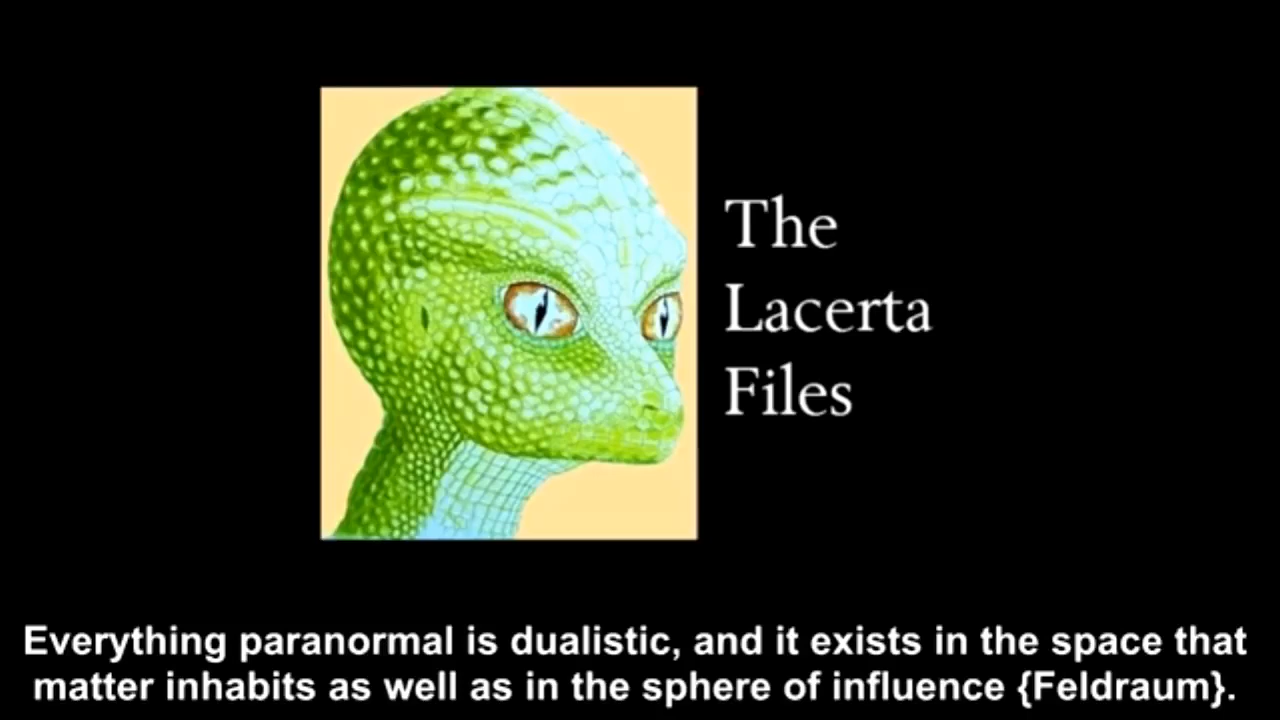 The
Lacerta
Files
Everything paranormal is dualistic, and it exists in the space that
matter inhabits as well as in the sphere of influence {Feldraum}.